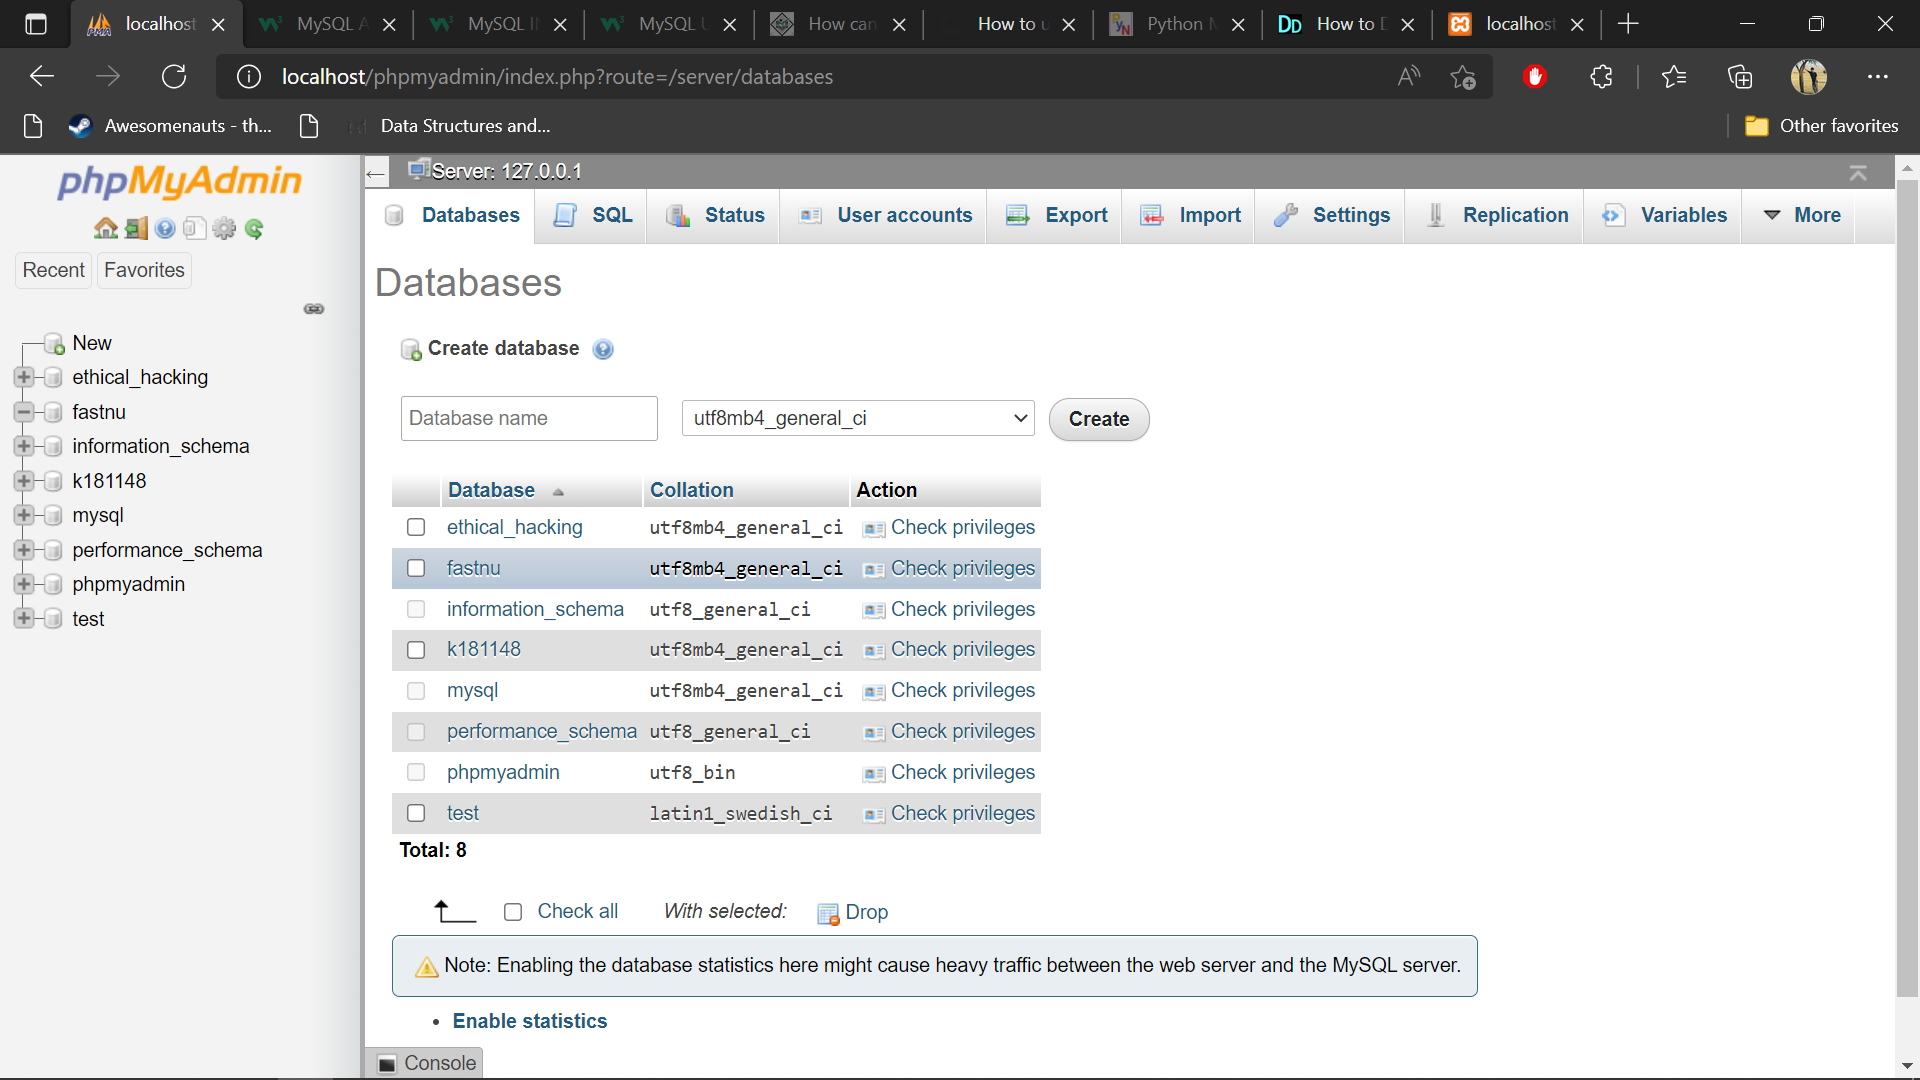 localhost
MySQL A
MySQL I
MySQL U
How can
How to u
Python M
How to D
localhost
localhost/phpmyadmin/index.php?route=/server/databases
Awesomenauts - th...
Data Structures and...
Other favorites
phpMyAdmin
Recent
Favorites
New
ethical_hacking
fastnu
information_schema
k181148
mysql
performance_schema
phpmyadmin
test
Server: 127.0.0.1
Databases
SQL
Status
User accounts
Export
Import
Settings
Replication
Variables
More
Databases
Create database
Database name
utf8mb4_general_ci
Create
Database Collation Action
ethical_hacking utf8mb4_general_ci Check privileges
fastnu utf8mb4_general_ci Check privileges
information_schema utf8_general_ci Check privileges
k181148 utf8mb4_general_ci Check privileges
mysql utf8mb4_general_ci Check privileges
performance_schema utf8_general_ci Check privileges
phpmyadmin utf8_bin Check privileges
test latin1_swedish_ci Check privileges
Total: 8
Check all With selected: Drop
Note: Enabling the database statistics here might cause heavy traffic between the web server and the MySQL server.
• Enable statistics
Console